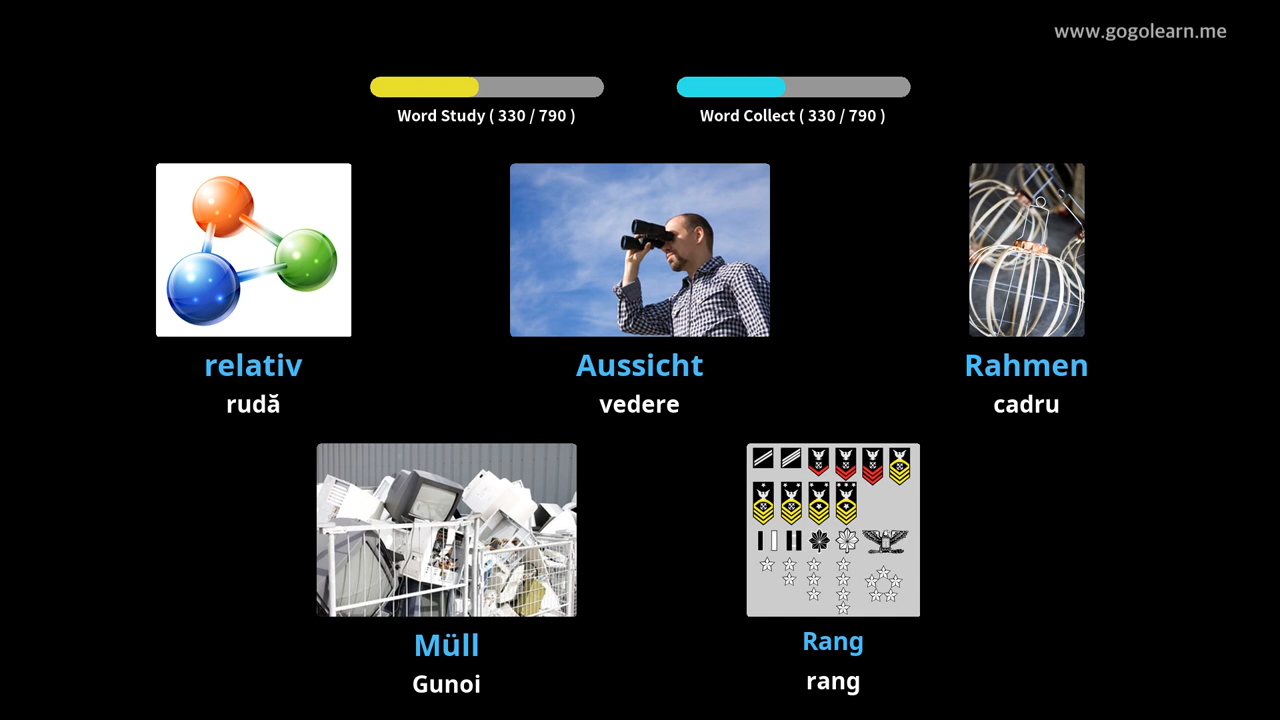 www.gogolearn.me
Word Study ( 330 / 790 )
Word Collect ( 330 / 790 )
relativ
rudă
Aussicht
vedere
Rahmen
cadru
Müll
Gunoi
Rang
rang